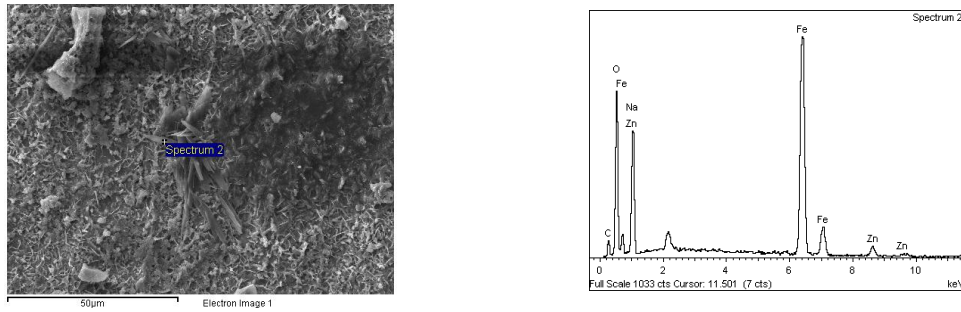 Spectrum 2
50µm
Electron Image 1
Spectrum 2
Fe
O
Fe
Na
Zn
C
Fe
Zn
Zn
0 2 4 6 8 10
Full Scale 1033 cts Cursor: 11.501 (7 cts)
keV